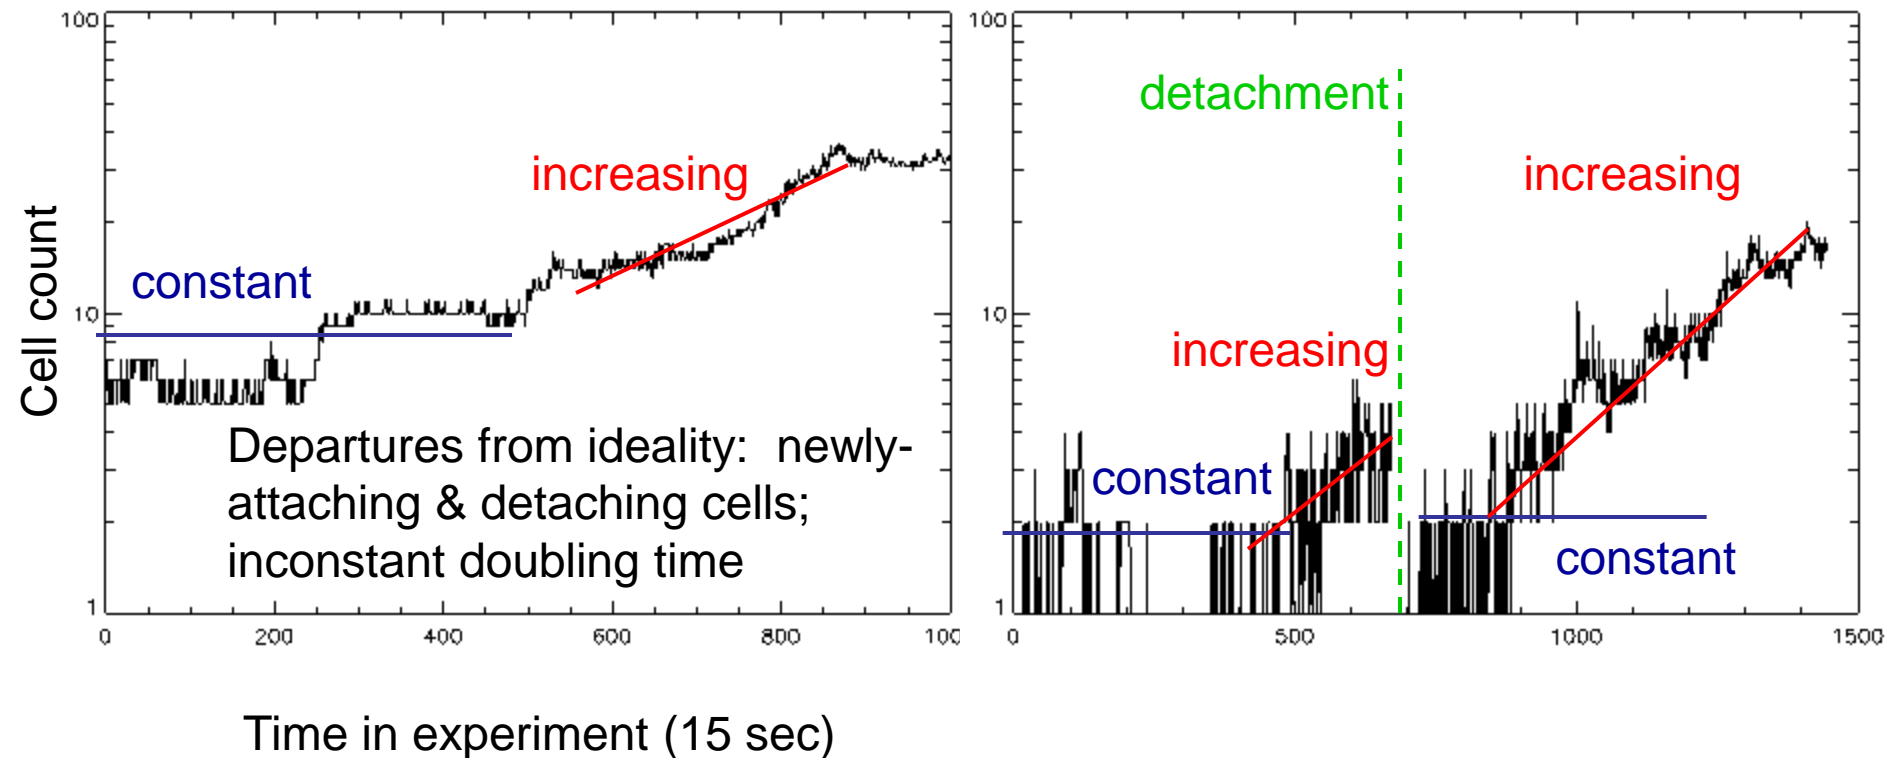 100
10
1
0
200
400
600
800
100
Cell count
constant
increasing
Departures from ideality:  newly-
attaching & detaching cells;
inconstant doubling time
100
10
1
0
500
1000
1500
detachment
increasing
increasing
constant
constant
Time in experiment (15 sec)